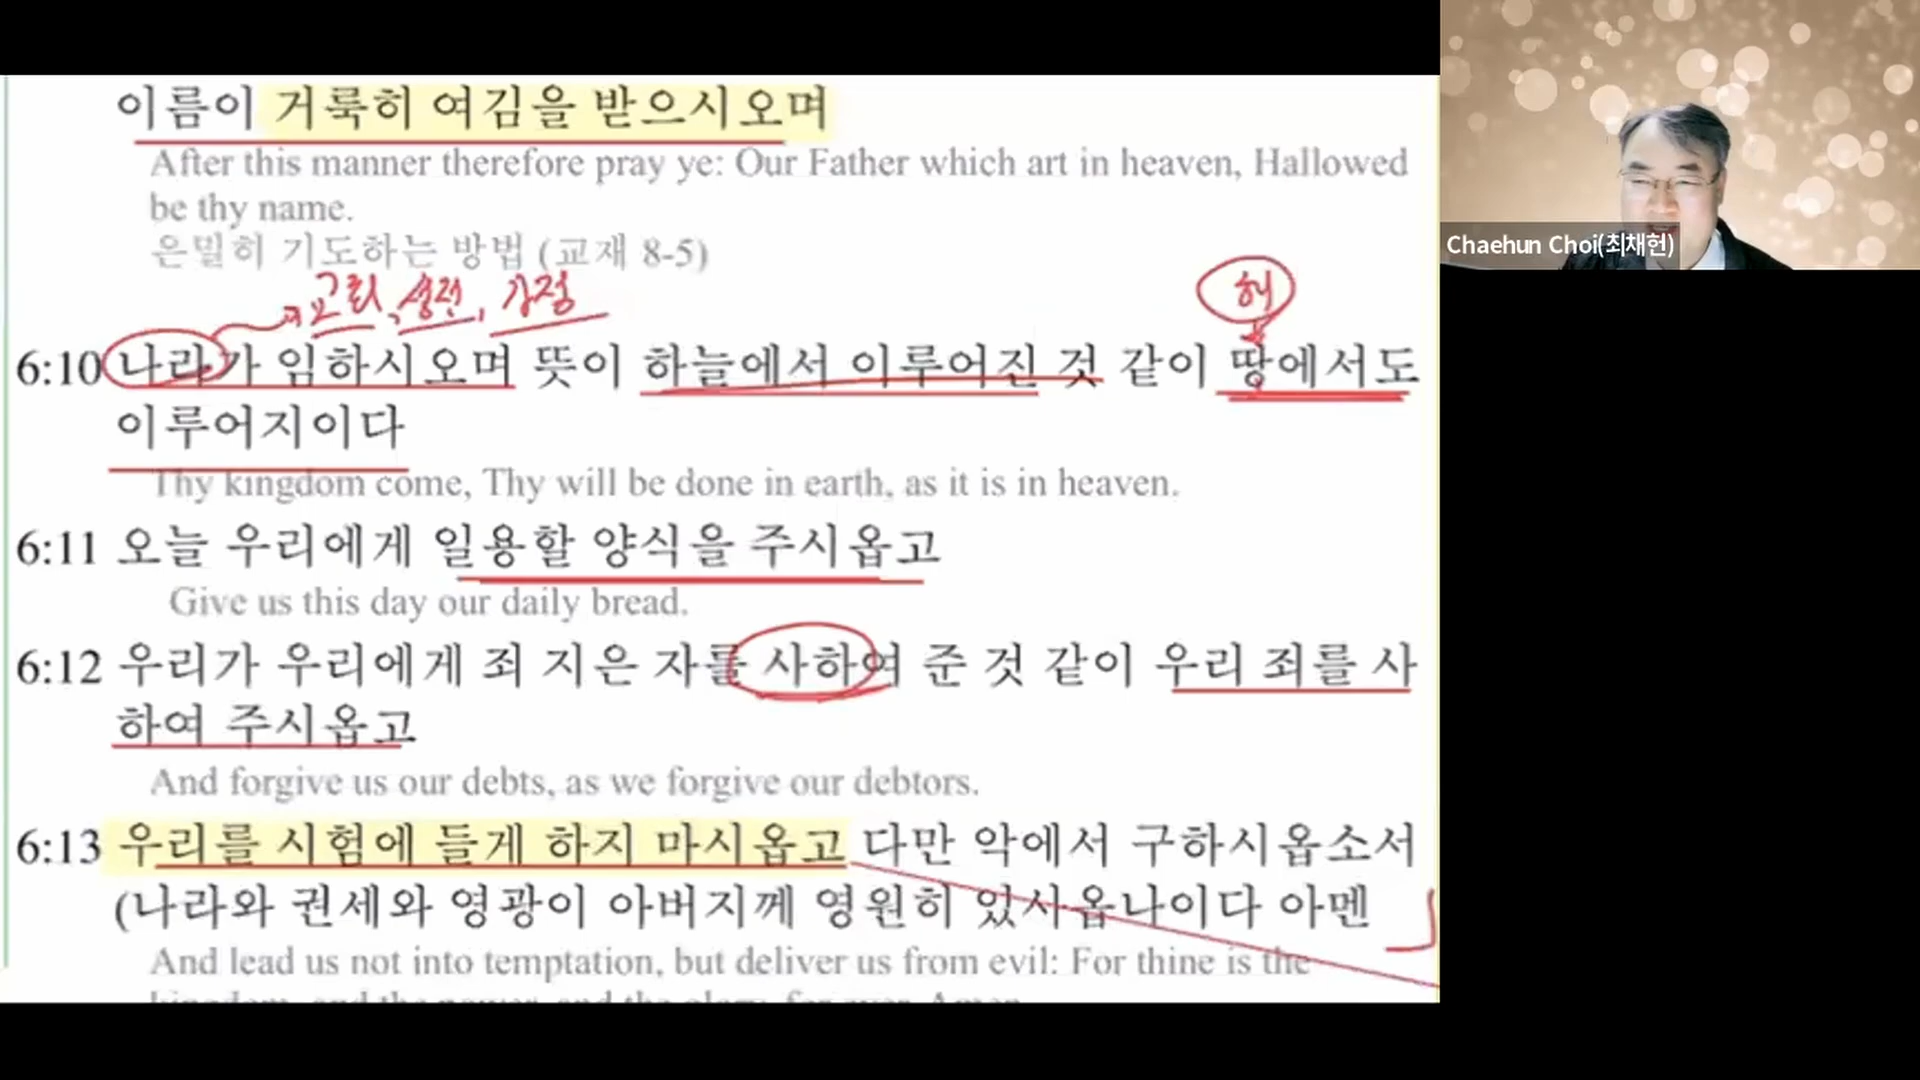 이름이 거룩히 여김을 받으시오며
After this manner therefore pray ye: Our Father which art in heaven, Hallowed
be thy name.
은밀히 기도하는 방법 (교재 8-5)
교회, 성전, 가정
6:10 나라가 임하시오며 뜻이 하늘에서 이루어진 것 같이 땅에서도
이루어지이다
Thy kingdom come, Thy will be done in earth, as it is in heaven.
6:11 오늘 우리에게 일용할 양식을 주시옵고
Give us this day our daily bread.
6:12 우리가 우리에게 죄 지은 자를 사하여 준 것 같이 우리 죄를 사
하여 주시옵고
And forgive us our debts, as we forgive our debtors.
6:13 우리를 시험에 들게 하지 마시옵고 다만 악에서 구하시옵소서
(나라와 권세와 영광이 아버지께 영원히 있사옵나이다 아멘
And lead us not into temptation, but deliver us from evil: For thine is the
kingdom, and the power, and the glory, for ever. Amen.
Chaehun Choi(최채헌)